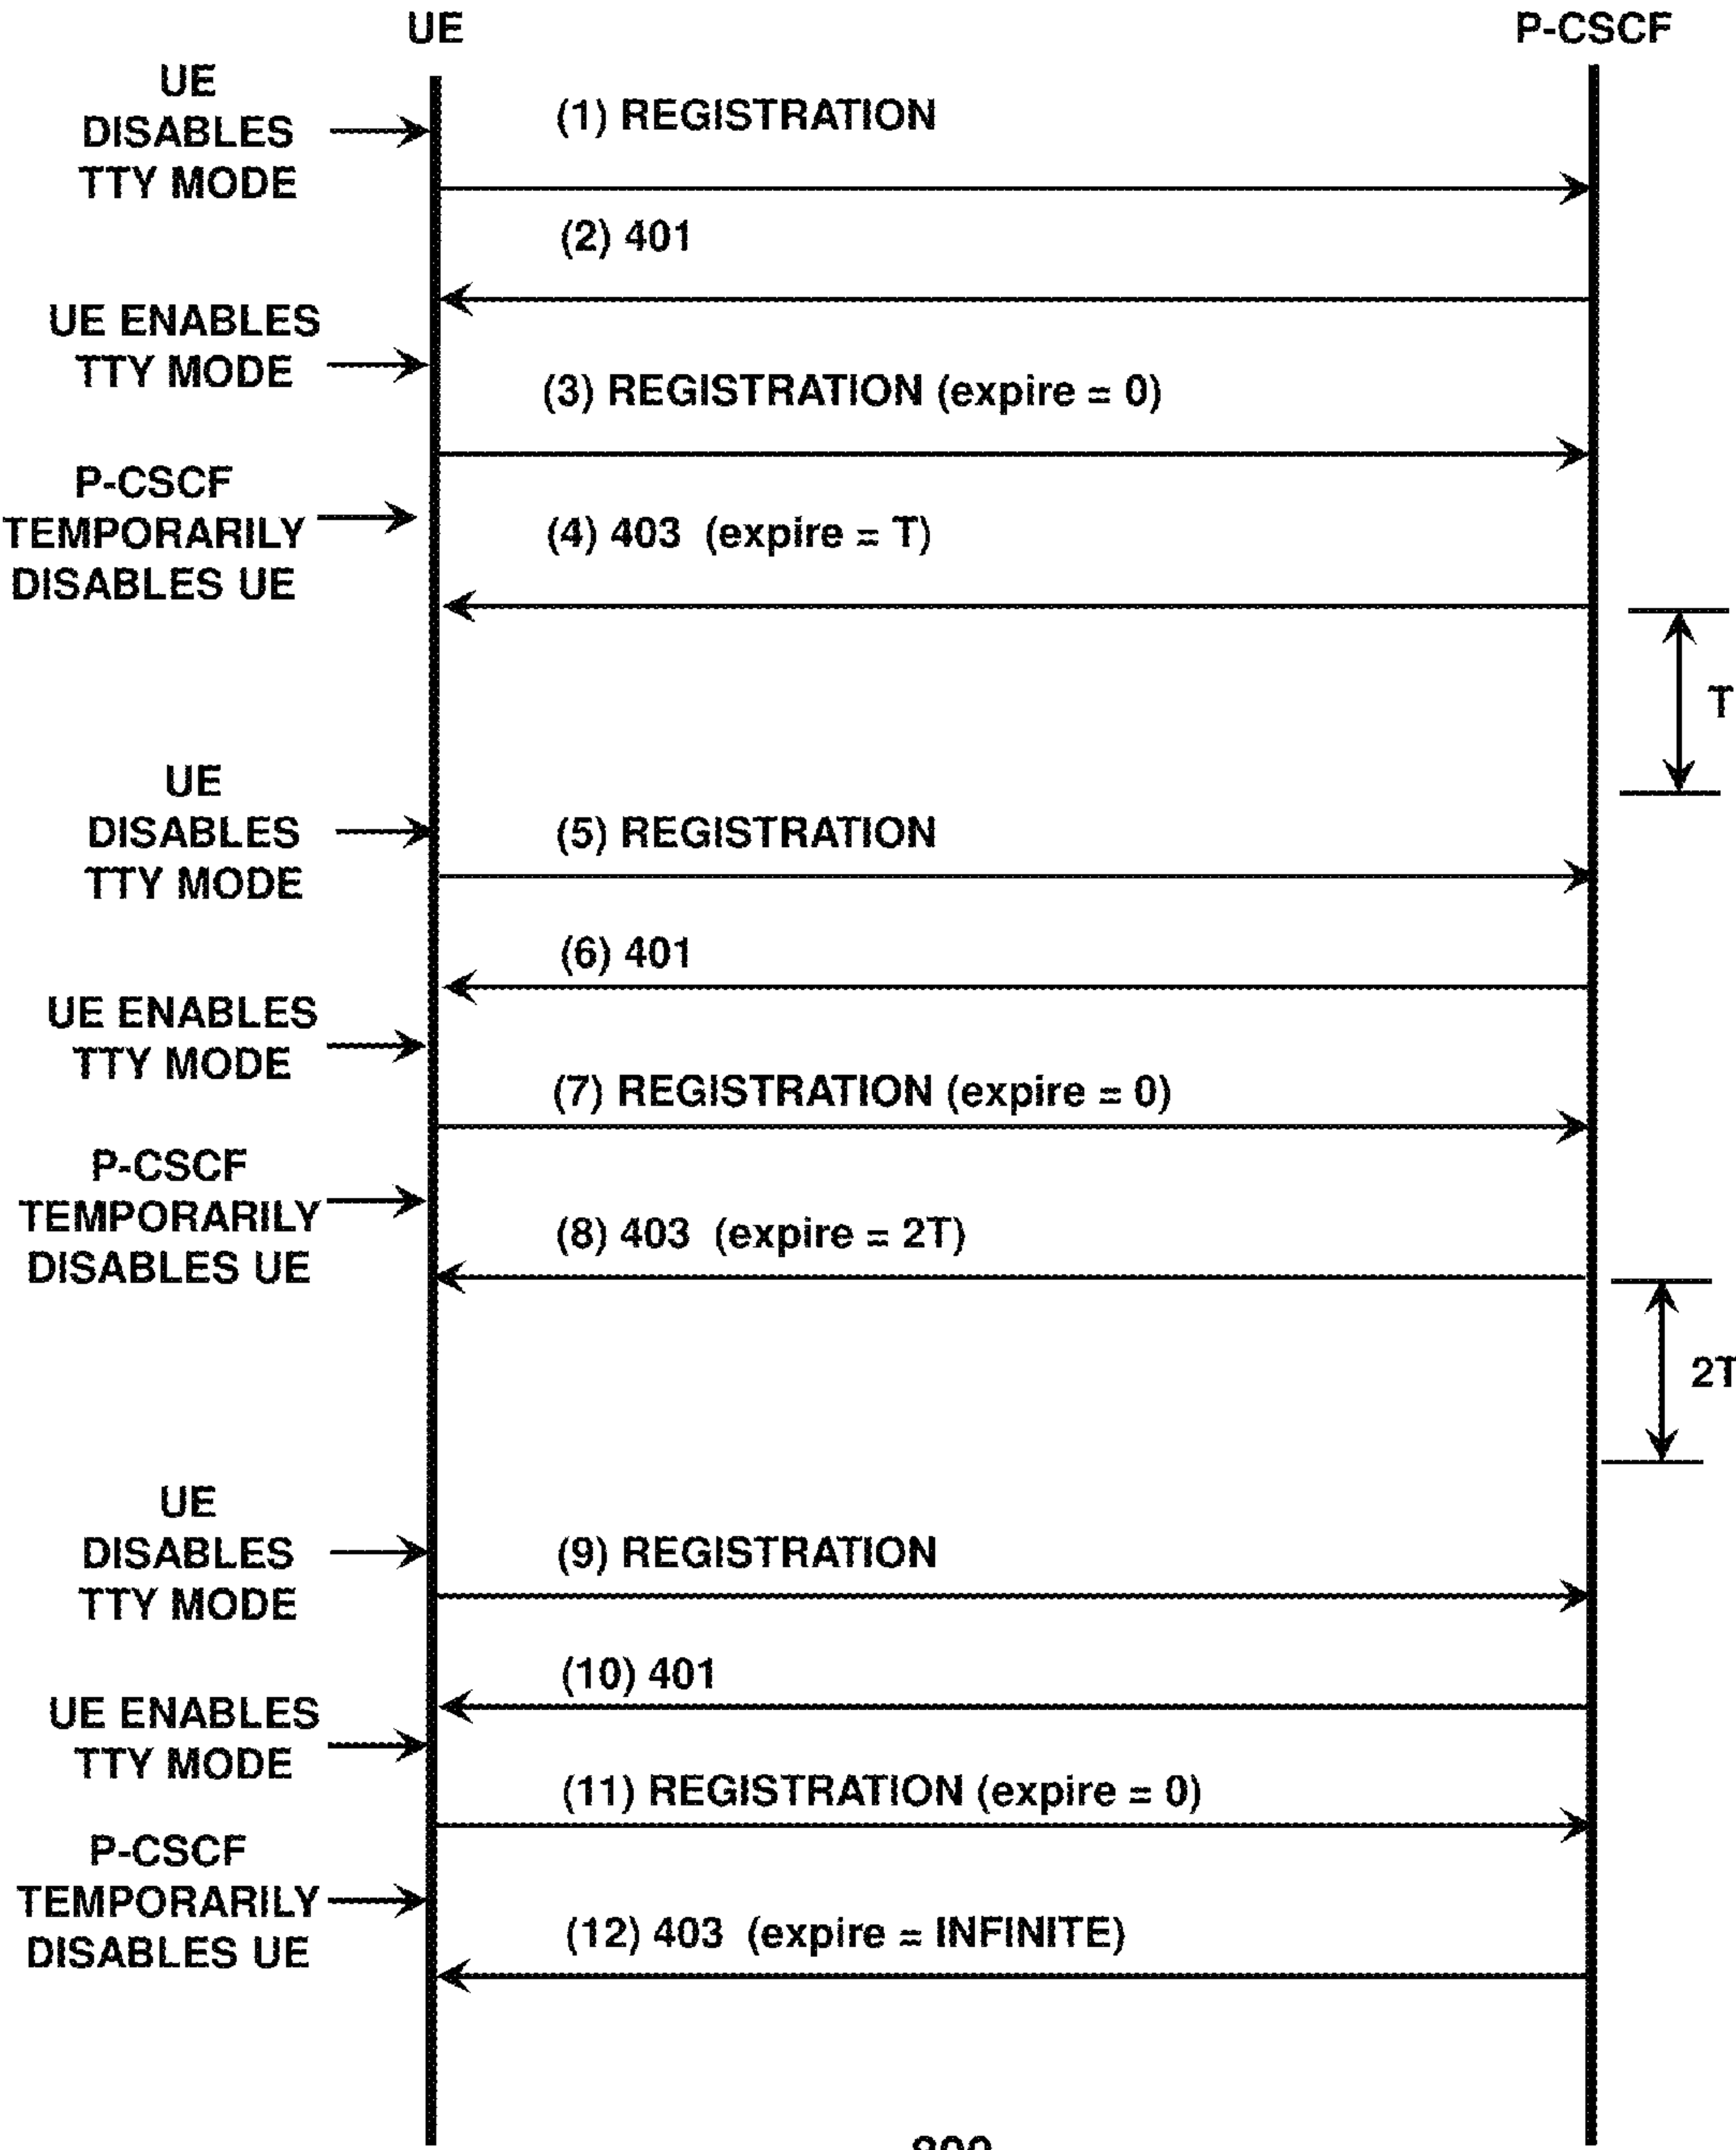 UE
P-CSCF
UE
DISABLES
TTY MODE
(1) REGISTRATION
(2) 401
UE ENABLES
TTY MODE
(3) REGISTRATION (expire = 0)
P-CSCF
TEMPORARILY
DISABLES UE
(4) 403 (expire = T)
T
UE
DISABLES
TTY MODE
(5) REGISTRATION
(6) 401
UE ENABLES
TTY MODE
(7) REGISTRATION (expire = 0)
P-CSCF
TEMPORARILY
DISABLES UE
(8) 403 (expire = 2T)
2T
UE
DISABLES
TTY MODE
(9) REGISTRATION
(10) 401
UE ENABLES
TTY MODE
(11) REGISTRATION (expire = 0)
P-CSCF
TEMPORARILY
DISABLES UE
(12) 403 (expire = INFINITE)